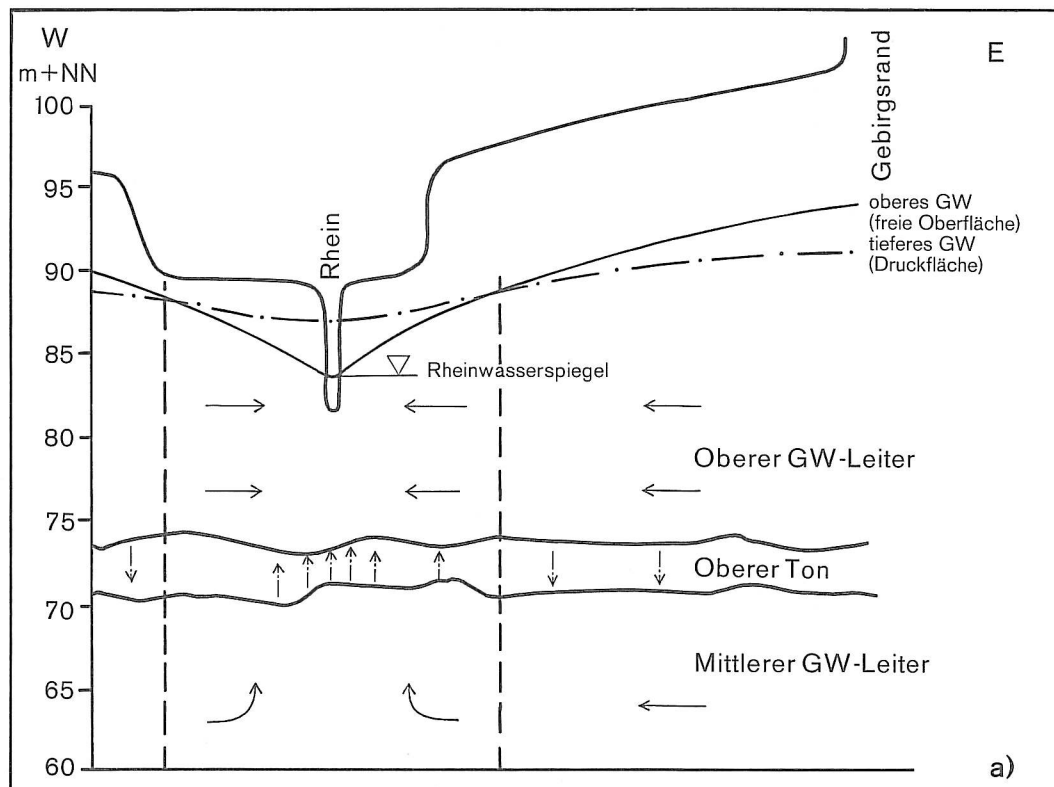 W
m+NN
E
100
95
90
85
80
75
70
65
60
Rhein
Gebirgsrand
oberes GW
(freie Oberfläche)
tieferes GW
(Druckfläche)
Rheinwasserspiegel
Oberer GW-Leiter
Oberer Ton
Mittlerer GW-Leiter
a)